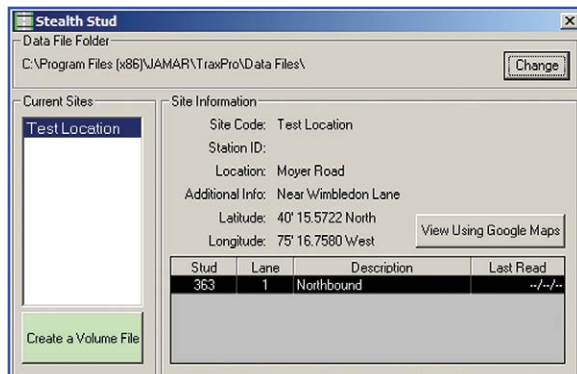 Stealth Stud
Data File Folder
C:\Program Files (x86)\JAMAR\TraxPro\Data Files\
Change
Current Sites
Test Location
Create a Volume File
Site Information
Site Code: Test Location
Station ID:
Location: Moyer Road
Additional Info: Near Wimbledon Lane
Latitude: 40' 15.5722 North
Longitude: 75' 16.7580 West
View Using Google Maps
Stud Lane Description Last Read
363 1 Northbound --/--/--